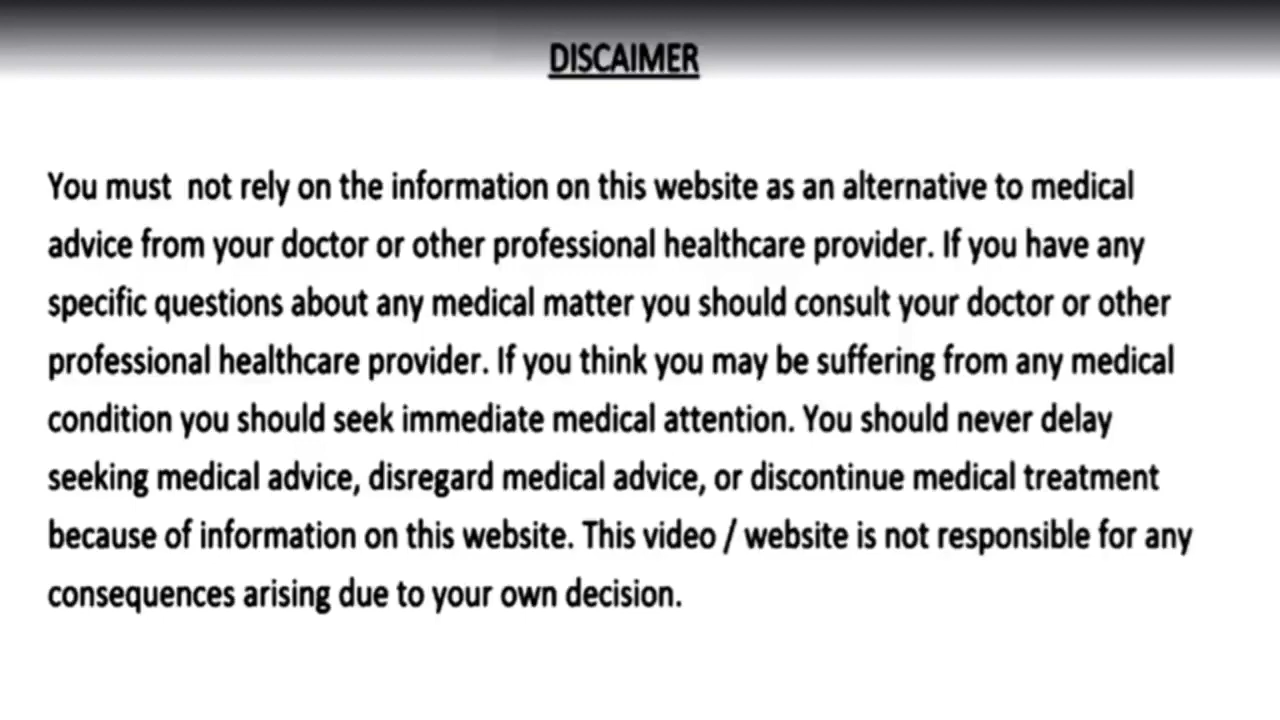 DISCAIMER
You must  not rely on the information on this website as an alternative to medical
advice from your doctor or other professional healthcare provider. If you have any
specific questions about any medical matter you should consult your doctor or other
professional healthcare provider. If you think you may be suffering from any medical
condition you should seek immediate medical attention. You should never delay
seeking medical advice, disregard medical advice, or discontinue medical treatment
because of information on this website. This video / website is not responsible for any
consequences arising due to your own decision.